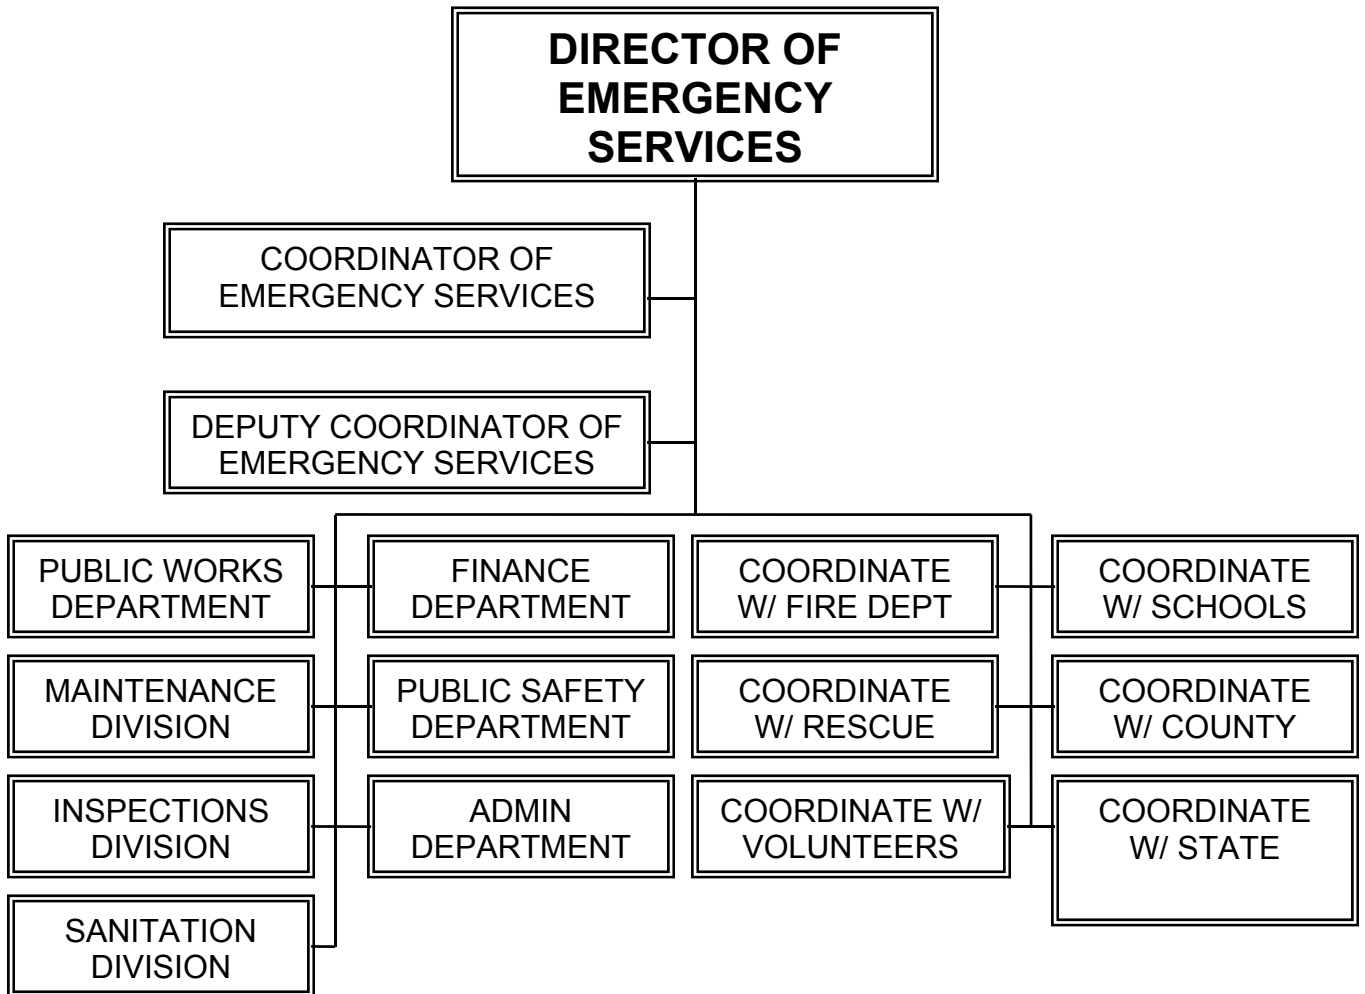 DIRECTOR OF
EMERGENCY
SERVICES
COORDINATOR OF
EMERGENCY SERVICES
DEPUTY COORDINATOR OF
EMERGENCY SERVICES
PUBLIC WORKS
DEPARTMENT
FINANCE
DEPARTMENT
COORDINATE
W/ FIRE DEPT
COORDINATE
W/ SCHOOLS
MAINTENANCE
DIVISION
PUBLIC SAFETY
DEPARTMENT
COORDINATE
W/ RESCUE
COORDINATE
W/ COUNTY
INSPECTIONS
DIVISION
ADMIN
DEPARTMENT
COORDINATE W/
VOLUNTEERS
COORDINATE
W/ STATE
SANITATION
DIVISION